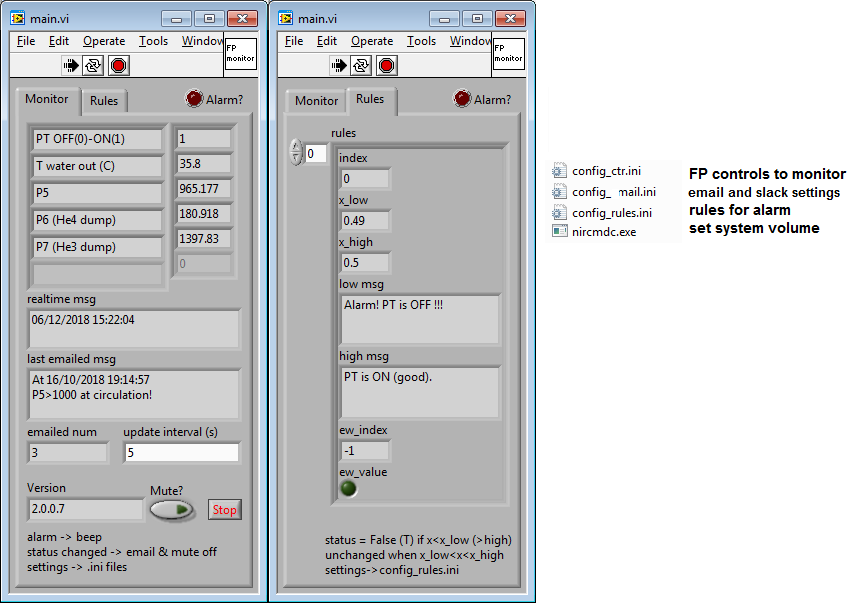 main.vi
File Edit Operate Tools Window
FP
monitor
Monitor Rules Alarm?
PT OFF(0)-ON(1) 1
T water out (C) 35.8
P5 965.177
P6 (He4 dump) 180.918
P7 (He3 dump) 1397.83
0
realtime msg
06/12/2018 15:22:04
last emailed msg
At 16/10/2018 19:14:57
P5>1000 at circulation!
emailed num update interval (s)
3 5
Version Mute?
2.0.0.7 Stop
alarm -> beep
status changed -> email & mute off
settings -> .ini files
main.vi
File Edit Operate Tools Window
FP
monitor
Monitor Rules Alarm?
rules
0
index
0
x_low
0.49
x_high
0.5
low msg
Alarm! PT is OFF !!!
high msg
PT is ON (good).
ew_index
-1
ew_value
status = False (T) if x<x_low (>high)
unchanged when x_low<x<x_high
settings->config_rules.ini
config_ctr.ini FP controls to monitor
config_ mail.ini email and slack settings
config_rules.ini rules for alarm
nircmdc.exe set system volume